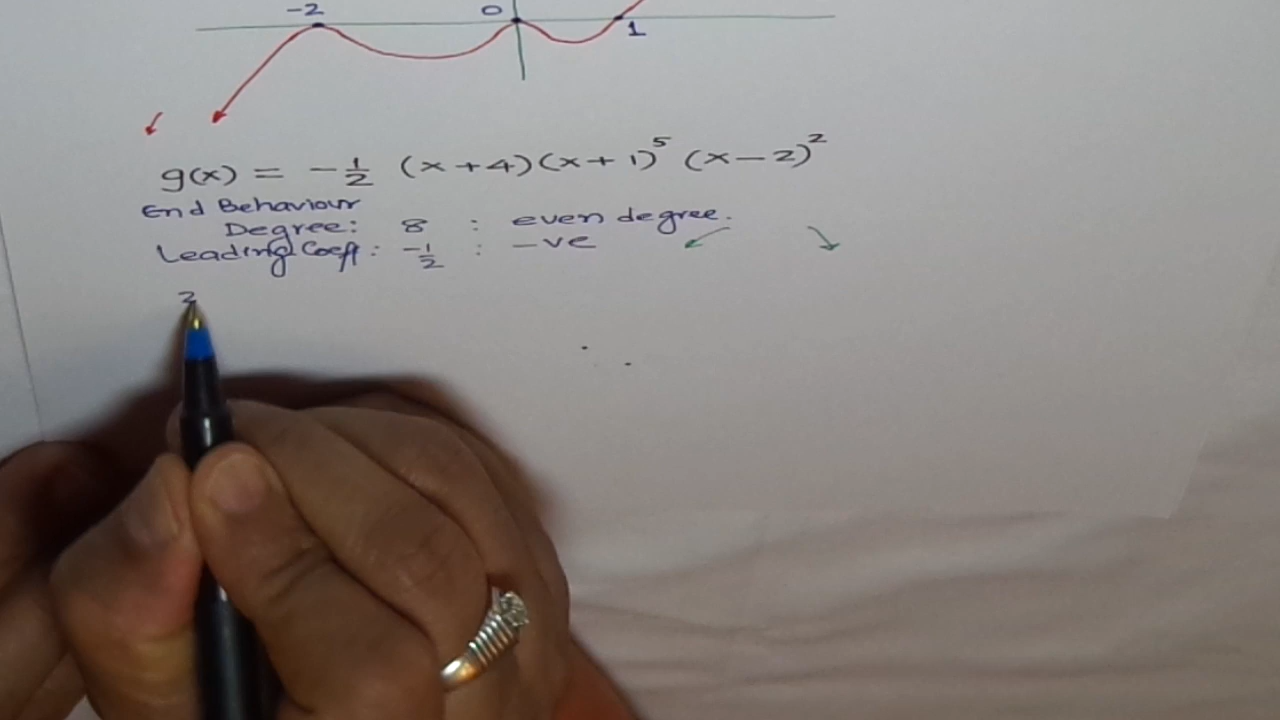 -2 0 1
g(x) = -1/2 (x+4)(x+1)^5 (x-2)^2
End Behaviour
Degree: 8 : even degree.
Leading Coeff: -1/2 : -ve